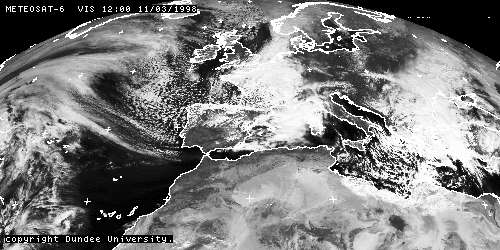 METEOSAT-6 VIS 12:00 11/03/1998
copyright Dundee University.